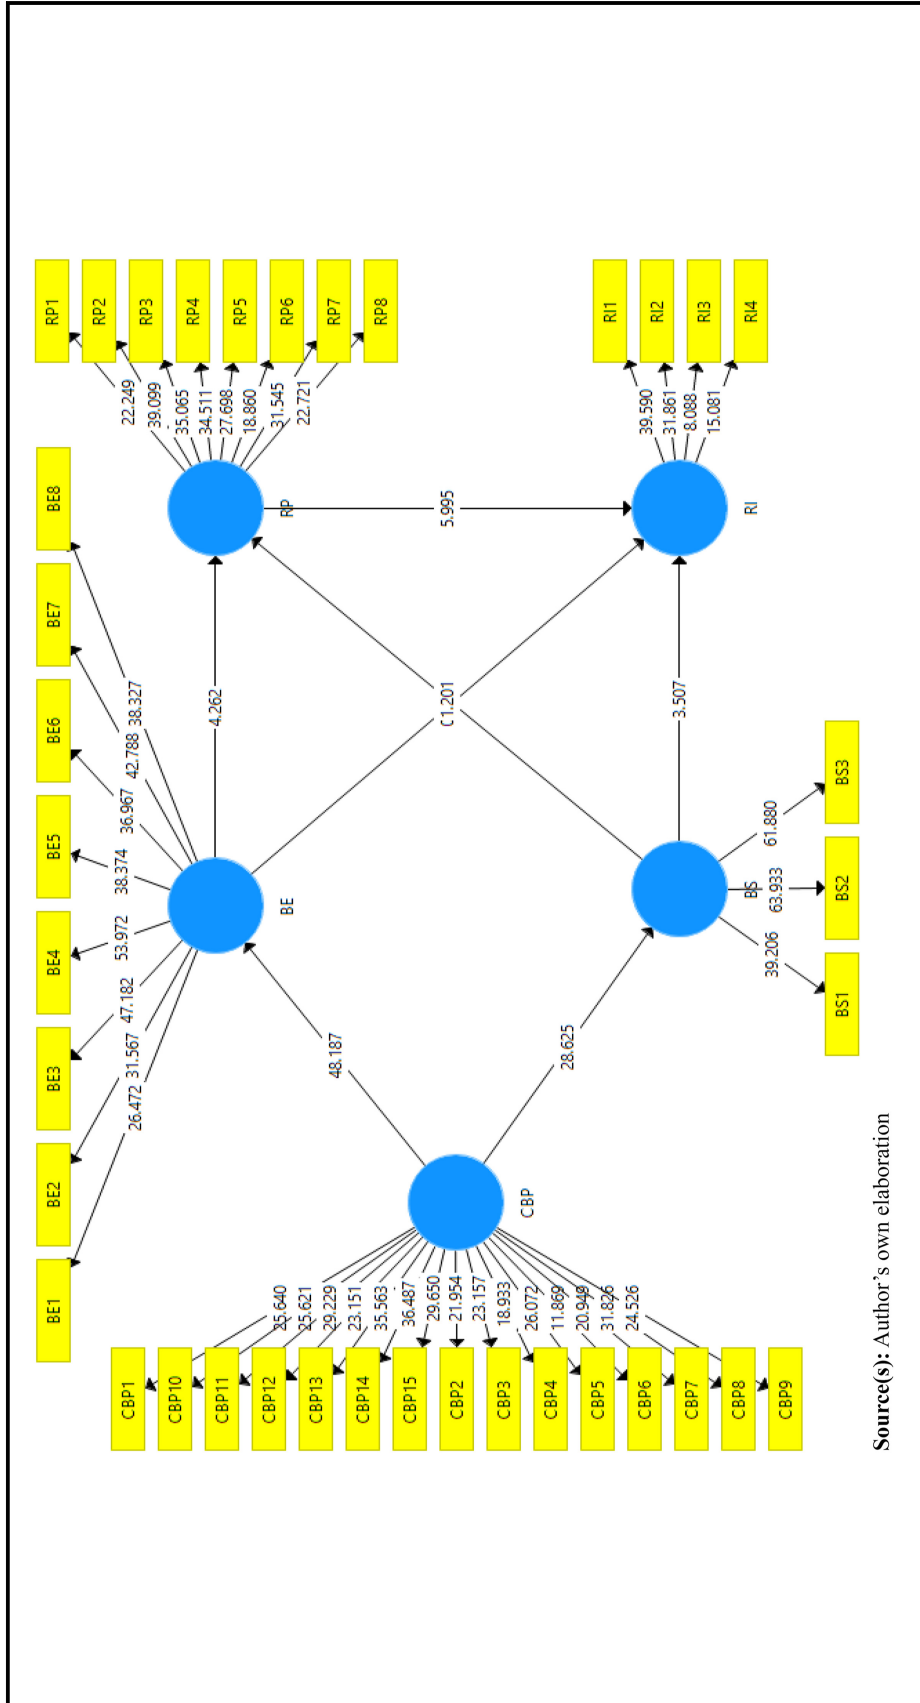 BE1
BE2
BE3
BE4
BE5
BE6
BE7
BE8
26.472
31.567
47.182
53.972
38.374
36.967
42.788
38.327
BE
CBP1
CBP10
CBP11
CBP12
CBP13
CBP14
CBP15
CBP2
CBP3
CBP4
CBP5
CBP6
CBP7
CBP8
CBP9
25.640
25.621
29.229
23.151
35.563
36.487
29.650
21.954
23.157
18.933
26.072
11.869
20.949
31.826
24.526
CBP
48.187
28.625
4.262
1.201
3.507
5.995
RP
22.249
39.099
35.065
34.511
27.698
18.860
31.545
22.721
RP1
RP2
RP3
RP4
RP5
RP6
RP7
RP8
RI
39.590
31.861
8.088
15.081
RI1
RI2
RI3
RI4
BS
39.206
63.933
61.880
BS1
BS2
BS3
Source(s): Author's own elaboration